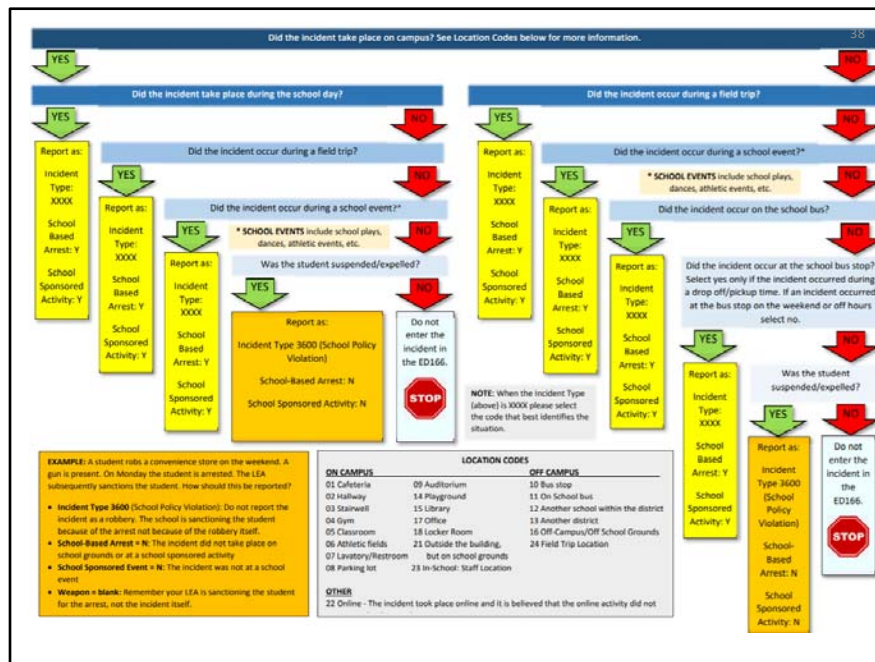 38
Did the incident take place on campus? See Location Codes below for more information.
YES
NO
Did the incident take place during the school day?
YES
NO
Report as:
Incident
Type:
XXXX
School
Based
Arrest: Y
School
Sponsored
Activity: Y
Did the incident occur during a field trip?
YES
NO
Report as:
Incident
Type:
XXXX
School
Based
Arrest: Y
School
Sponsored
Activity: Y
Did the incident occur during a school event?*
* SCHOOL EVENTS include school plays,
dances, athletic events, etc.
YES
NO
Report as:
Incident
Type:
XXXX
School
Based
Arrest: Y
School
Sponsored
Activity: Y
Was the student suspended/expelled?
YES
NO
Report as:
Incident Type 3600 (School Policy
Violation)
School-Based Arrest: N
School Sponsored Activity: N
Do not
enter the
incident in
the ED166.
STOP
Did the incident occur during a field trip?
YES
NO
Report as:
Incident
Type:
XXXX
School
Based
Arrest: Y
School
Sponsored
Activity: Y
Did the incident occur during a school event?*
* SCHOOL EVENTS include school plays,
dances, athletic events, etc.
YES
NO
Report as:
Incident
Type:
XXXX
School
Based
Arrest: Y
School
Sponsored
Activity: Y
Did the incident occur on the school bus?
YES
NO
Report as:
Incident
Type:
XXXX
School
Based
Arrest: Y
School
Sponsored
Activity: Y
Did the incident occur at the school bus stop?
Select yes only if the incident occurred during
a drop off/pickup time. If an incident occurred
at the bus stop on the weekend or off hours
select no.
YES
NO
Report as:
Incident
Type:
XXXX
School
Based
Arrest: Y
School
Sponsored
Activity: Y
Was the student
suspended/expelled?
YES
NO
Report as:
Incident
Type 3600
(School
Policy
Violation)
School-
Based
Arrest: N
School
Sponsored
Activity: N
Do not
enter the
incident in
the
ED166.
STOP
NOTE: When the Incident Type
(above) is XXXX please select
the code that best identifies the
situation.
EXAMPLE: A student robs a convenience store on the weekend. A
gun is present. On Monday the student is arrested. The LEA
subsequently sanctions the student. How should this be reported?
• Incident Type 3600 (School Policy Violation): Do not report the
incident as a robbery. The school is sanctioning the student
because of the arrest not because of the robbery itself.
• School-Based Arrest = N: The incident did not take place on
school grounds or at a school sponsored activity
• School Sponsored Event = N: The incident was not at a school
event
• Weapon = blank: Remember your LEA is sanctioning the student
for the arrest, not the incident itself.
LOCATION CODES
ON CAMPUS
01 Cafeteria
02 Hallway
03 Stairwell
04 Gym
05 Classroom
06 Athletic fields
07 Lavatory/Restroom
08 Parking lot
09 Auditorium
14 Playground
15 Library
17 Office
18 Locker Room
21 Outside the building,
but on school grounds
23 In-School: Staff Location
OFF CAMPUS
10 Bus stop
11 On School bus
12 Another school within the district
13 Another district
16 Off-Campus/Off School Grounds
24 Field Trip Location
OTHER
22 Online - The incident took place online and it is believed that the online activity did not